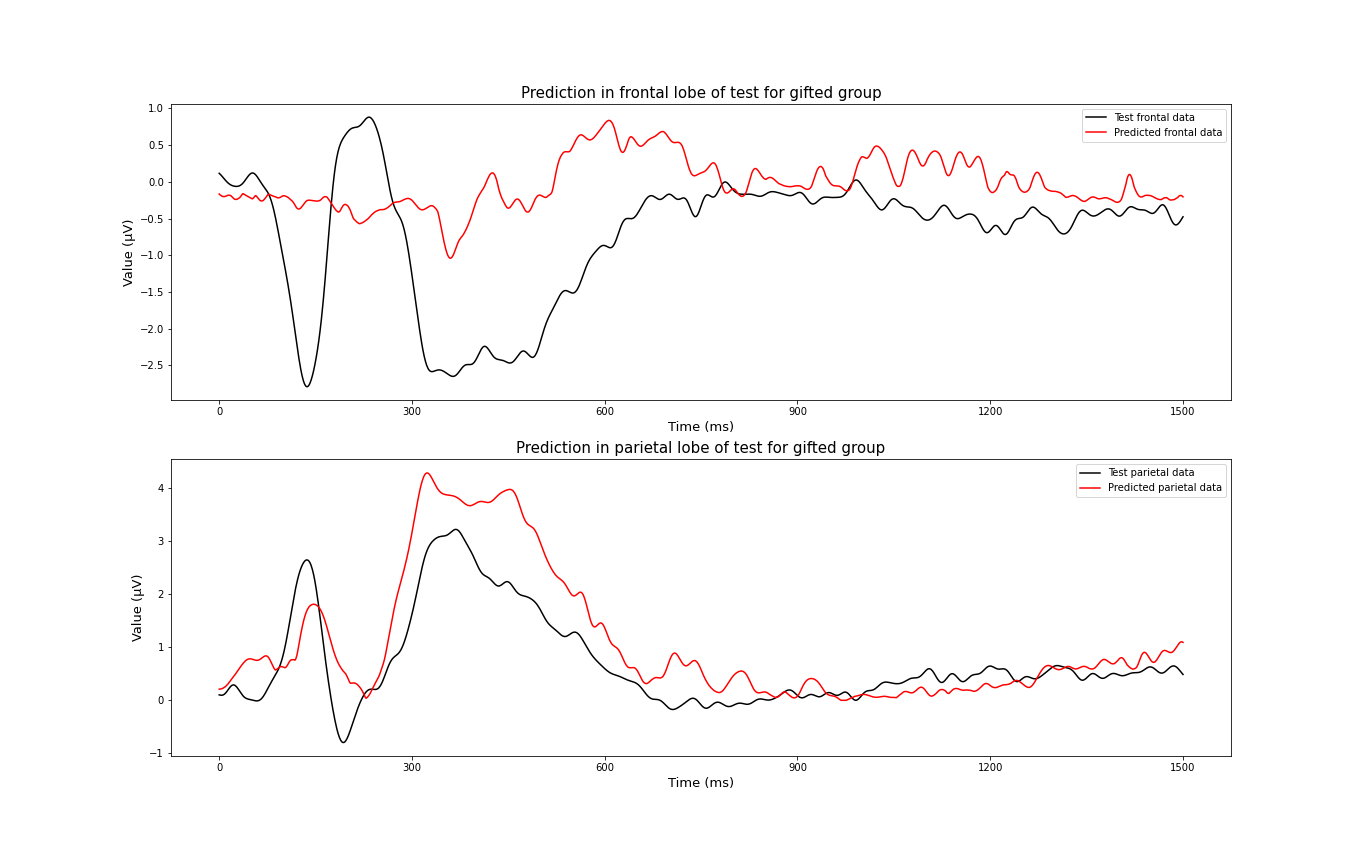 Prediction in frontal lobe of test for gifted group
Test frontal data
Predicted frontal data
1.0
0.5
0.0
−0.5
−1.0
−1.5
−2.0
−2.5
Value (μV)
0 300 600 900 1200 1500
Time (ms)
Prediction in parietal lobe of test for gifted group
Test parietal data
Predicted parietal data
4
3
2
1
0
−1
Value (μV)
0 300 600 900 1200 1500
Time (ms)